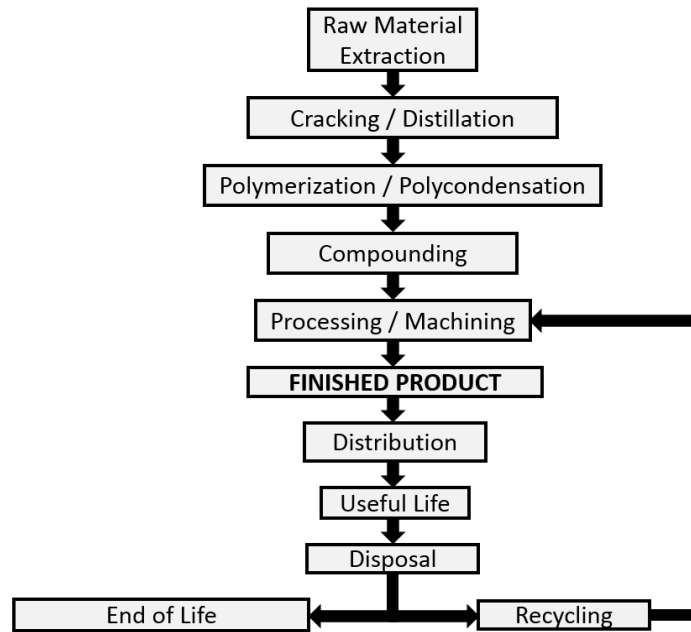 Raw Material
Extraction
Cracking / Distillation
Polymerization / Polycondensation
Compounding
Processing / Machining
FINISHED PRODUCT
Distribution
Useful Life
Disposal
End of Life
Recycling